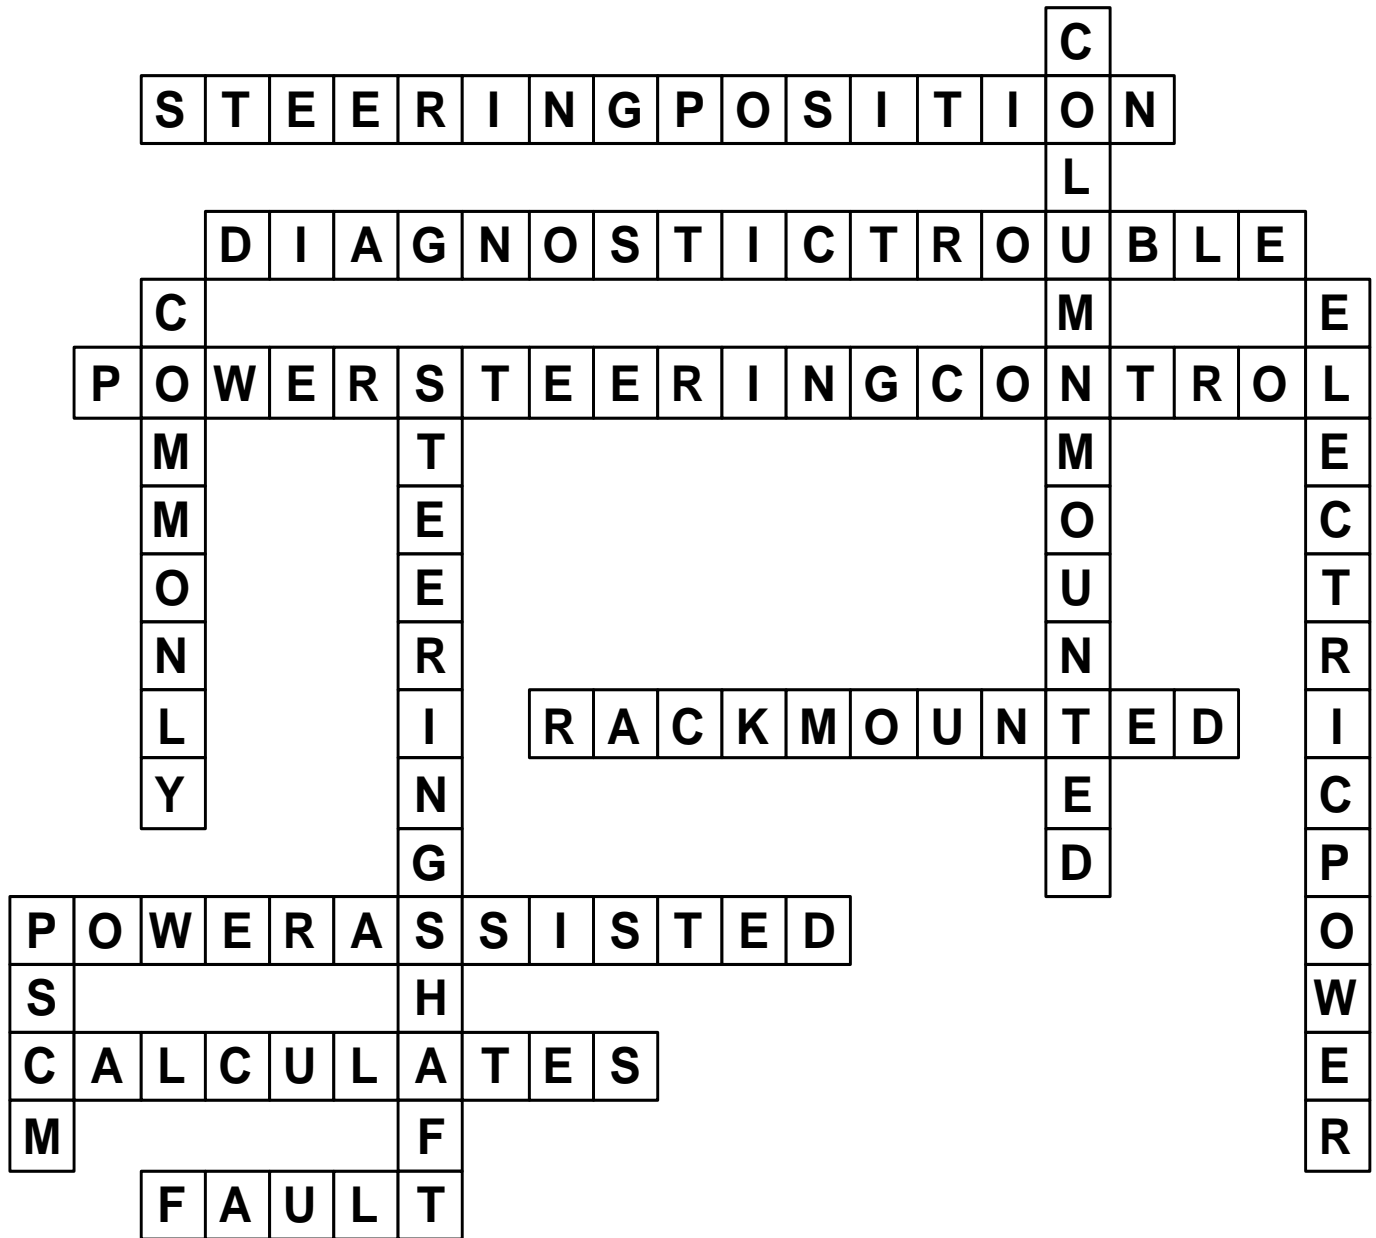 COLUMNMOUNTED
STEERINGPOSITION
DIAGNOSTICTROUBLE
COMMONLY
ELECTRICPOWER
POWERSTEERINGCONTROL
STEERINGSHAFT
RACKMOUNTED
POWERASSISTED
PSCM
CALCULATES
FAULT